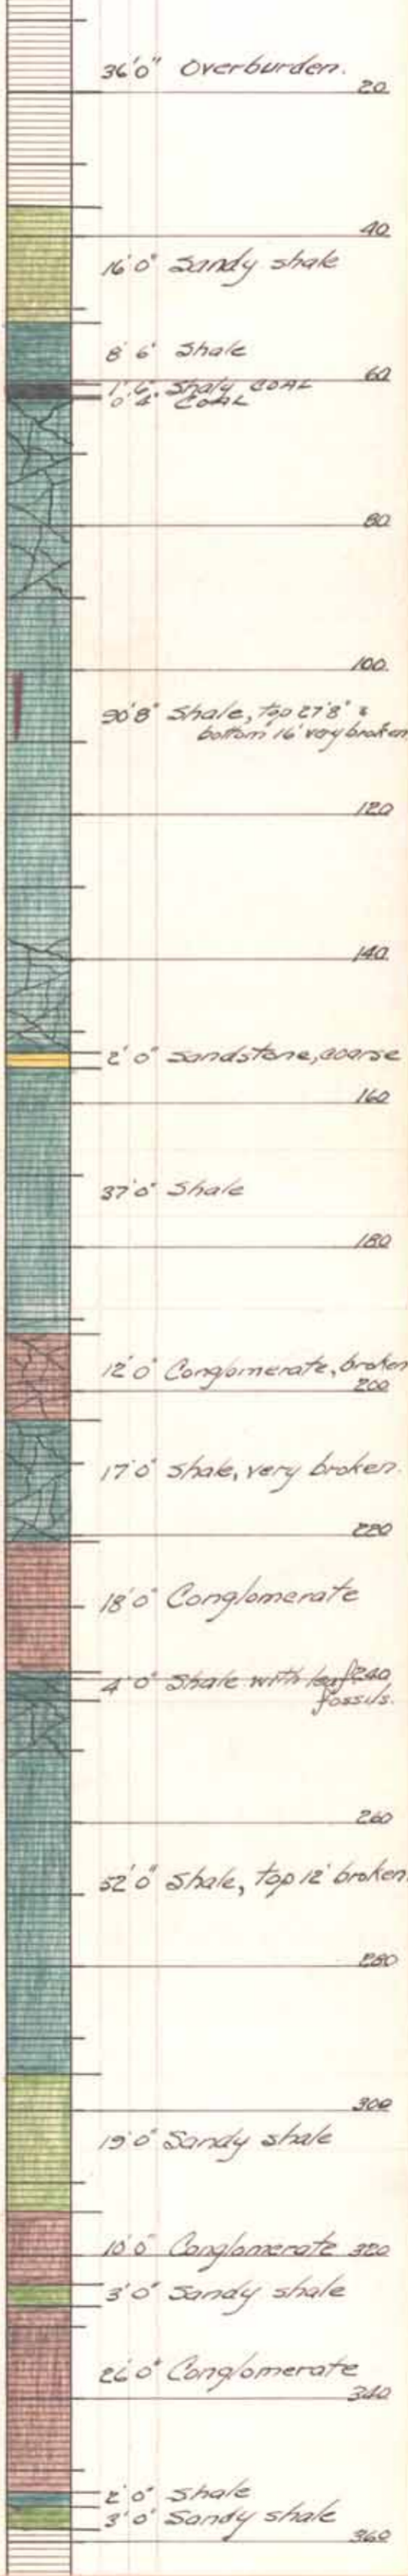 36'0" Overburden.
20
40
16'0" Sandy shale
8'6" Shale
60
1'6" Shaly COAL
0'4" COAL
80
100
90'8" Shale, top 27'8" &
bottom 16' very broken
120
140
2'0" Sandstone, coarse
160
37'0" Shale
180
12'0" Conglomerate, broken
200
17'0" Shale, very broken.
220
18'0" Conglomerate
240
4'0" Shale with leaf
fossils.
260
52'0" Shale, top 12' broken.
280
300
19'0" Sandy shale
10'0" Conglomerate 320
3'0" Sandy shale
26'0" Conglomerate
340
2'0" Shale
3'0" Sandy shale
360